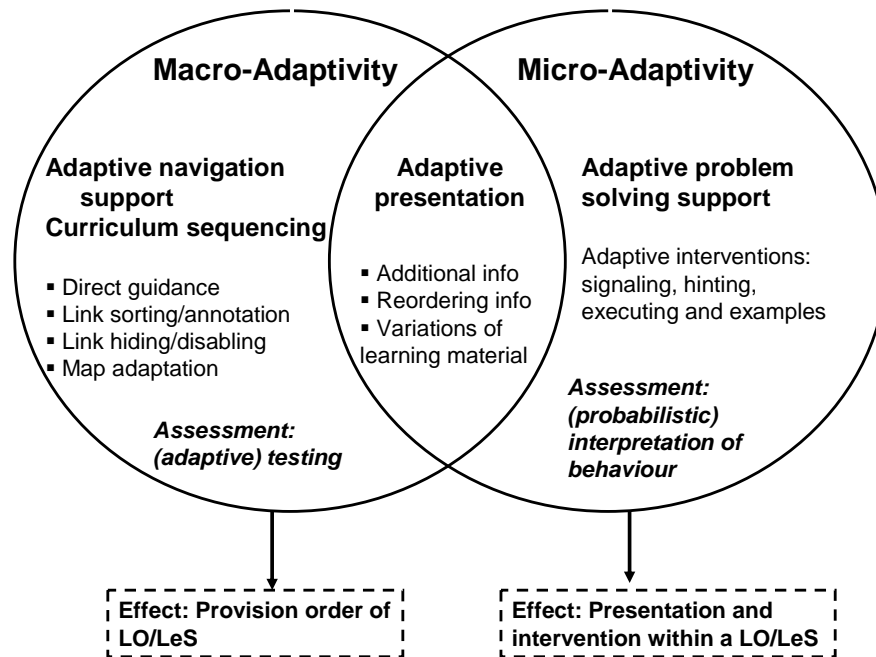 Macro-Adaptivity
Micro-Adaptivity
Adaptive navigation
support
Curriculum sequencing
▪ Direct guidance
▪ Link sorting/annotation
▪ Link hiding/disabling
▪ Map adaptation
Assessment:
(adaptive) testing
Adaptive
presentation
▪ Additional info
▪ Reordering info
▪ Variations of
learning material
Adaptive problem
solving support
Adaptive interventions:
signaling, hinting,
executing and examples
Assessment:
(probabilistic)
interpretation of
behaviour
Effect: Provision order of
LO/LeS
Effect: Presentation and
intervention within a LO/LeS